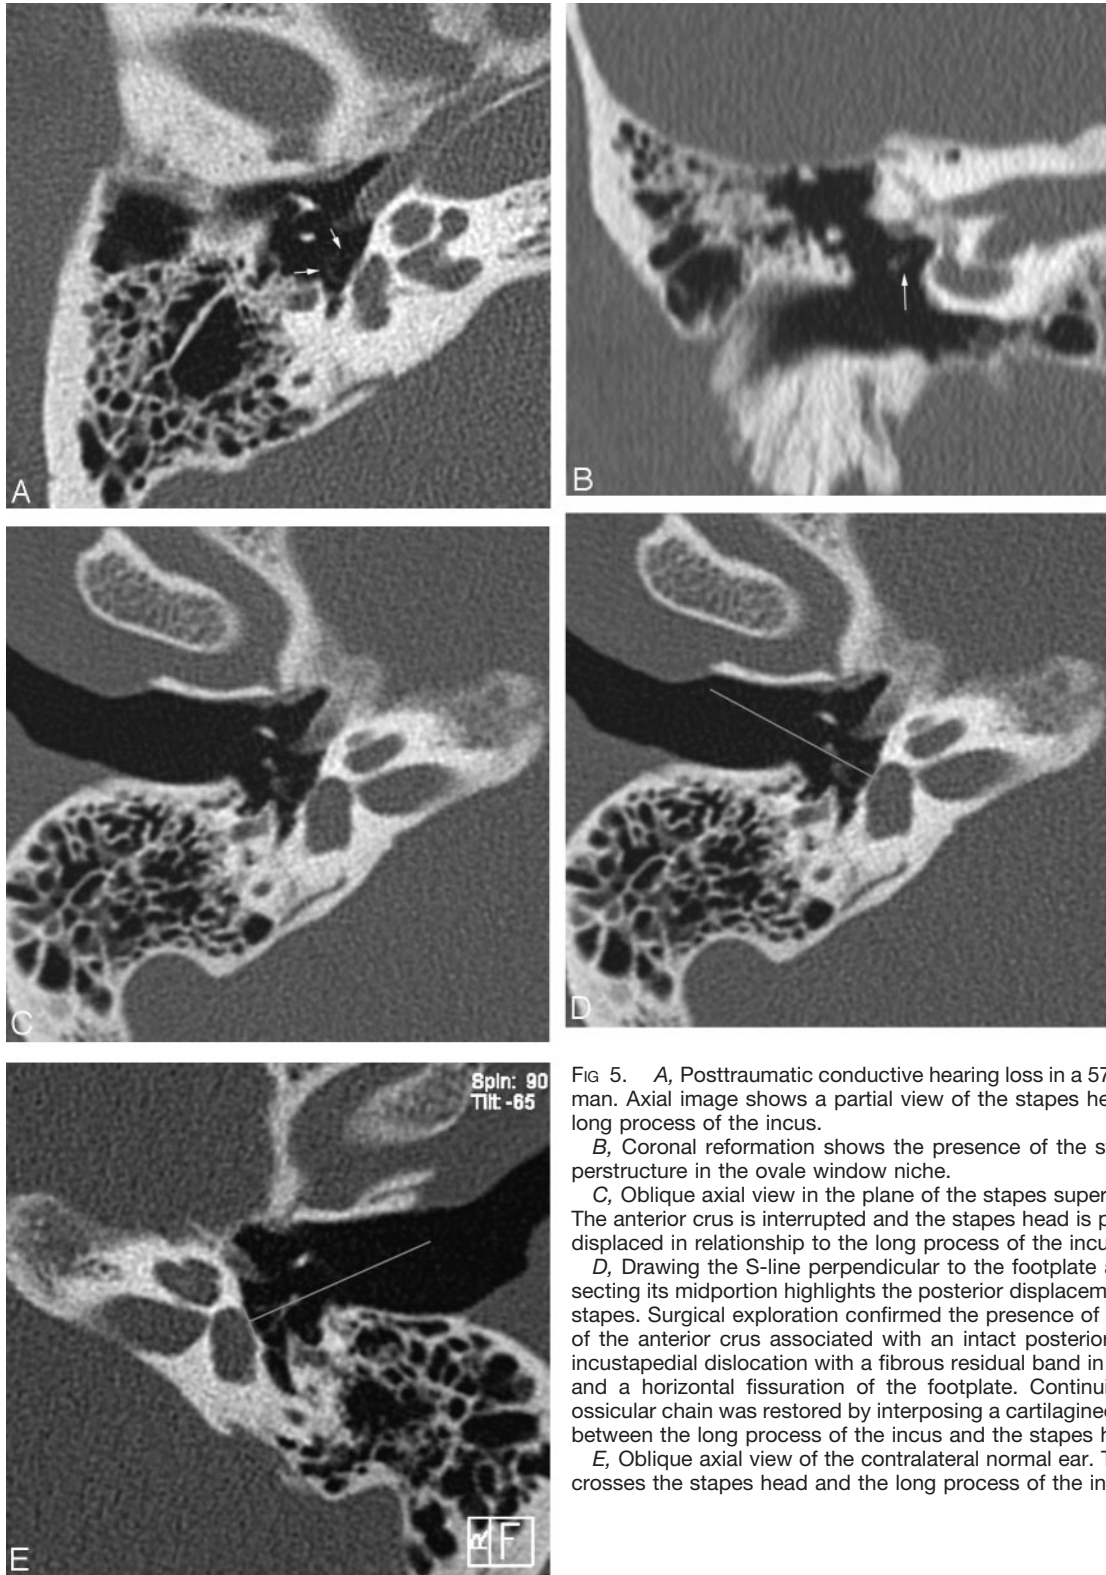 A
B
C
D
Spin: 90
Tilt: -65
E
R
F
FIG 5. A, Posttraumatic conductive hearing loss in a 57
man. Axial image shows a partial view of the stapes he
long process of the incus.
B, Coronal reformation shows the presence of the s
perstructure in the ovale window niche.
C, Oblique axial view in the plane of the stapes super
The anterior crus is interrupted and the stapes head is p
displaced in relationship to the long process of the incu
D, Drawing the S-line perpendicular to the footplate a
secting its midportion highlights the posterior displacem
stapes. Surgical exploration confirmed the presence of
of the anterior crus associated with an intact posterior
incustapedial dislocation with a fibrous residual band in
and a horizontal fissuration of the footplate. Continui
ossicular chain was restored by interposing a cartilagine
between the long process of the incus and the stapes h
E, Oblique axial view of the contralateral normal ear. T
crosses the stapes head and the long process of the in